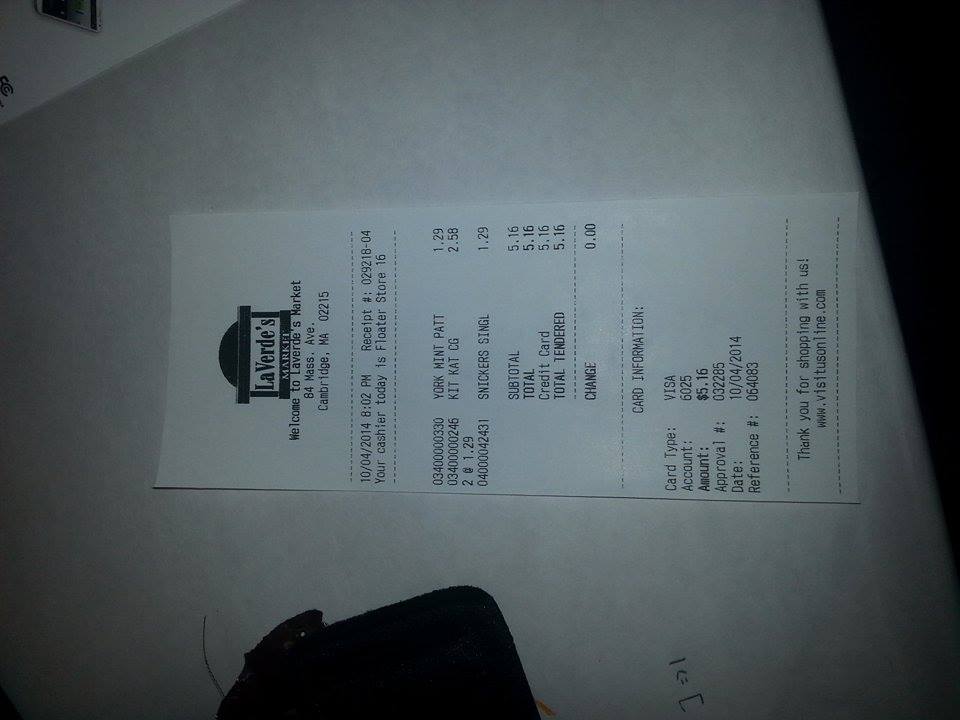 LaVerde's
MARKET
Welcome to Laverde's Market
84 Mass. Ave.
Cambridge, MA 02215
10/04/2014 8:02 PM Receipt #: 029218-04
Your cashier today is Floater Store 16
03400000330 YORK MINT PATT 1.29
03400000246 KIT KAT CG 2.58
2 @ 1.29
04000042431 SNICKERS SINGL 1.29
SUBTOTAL 5.16
TOTAL 5.16
Credit Card 5.16
TOTAL TENDERED 5.16
CHANGE 0.00
CARD INFORMATION:
Card Type: VISA
Account: 6025
Amount: $5.16
Approval #: 032285
Date: 10/04/2014
Reference #: 064083
Thank you for shopping with us!
www.visitusonline.com